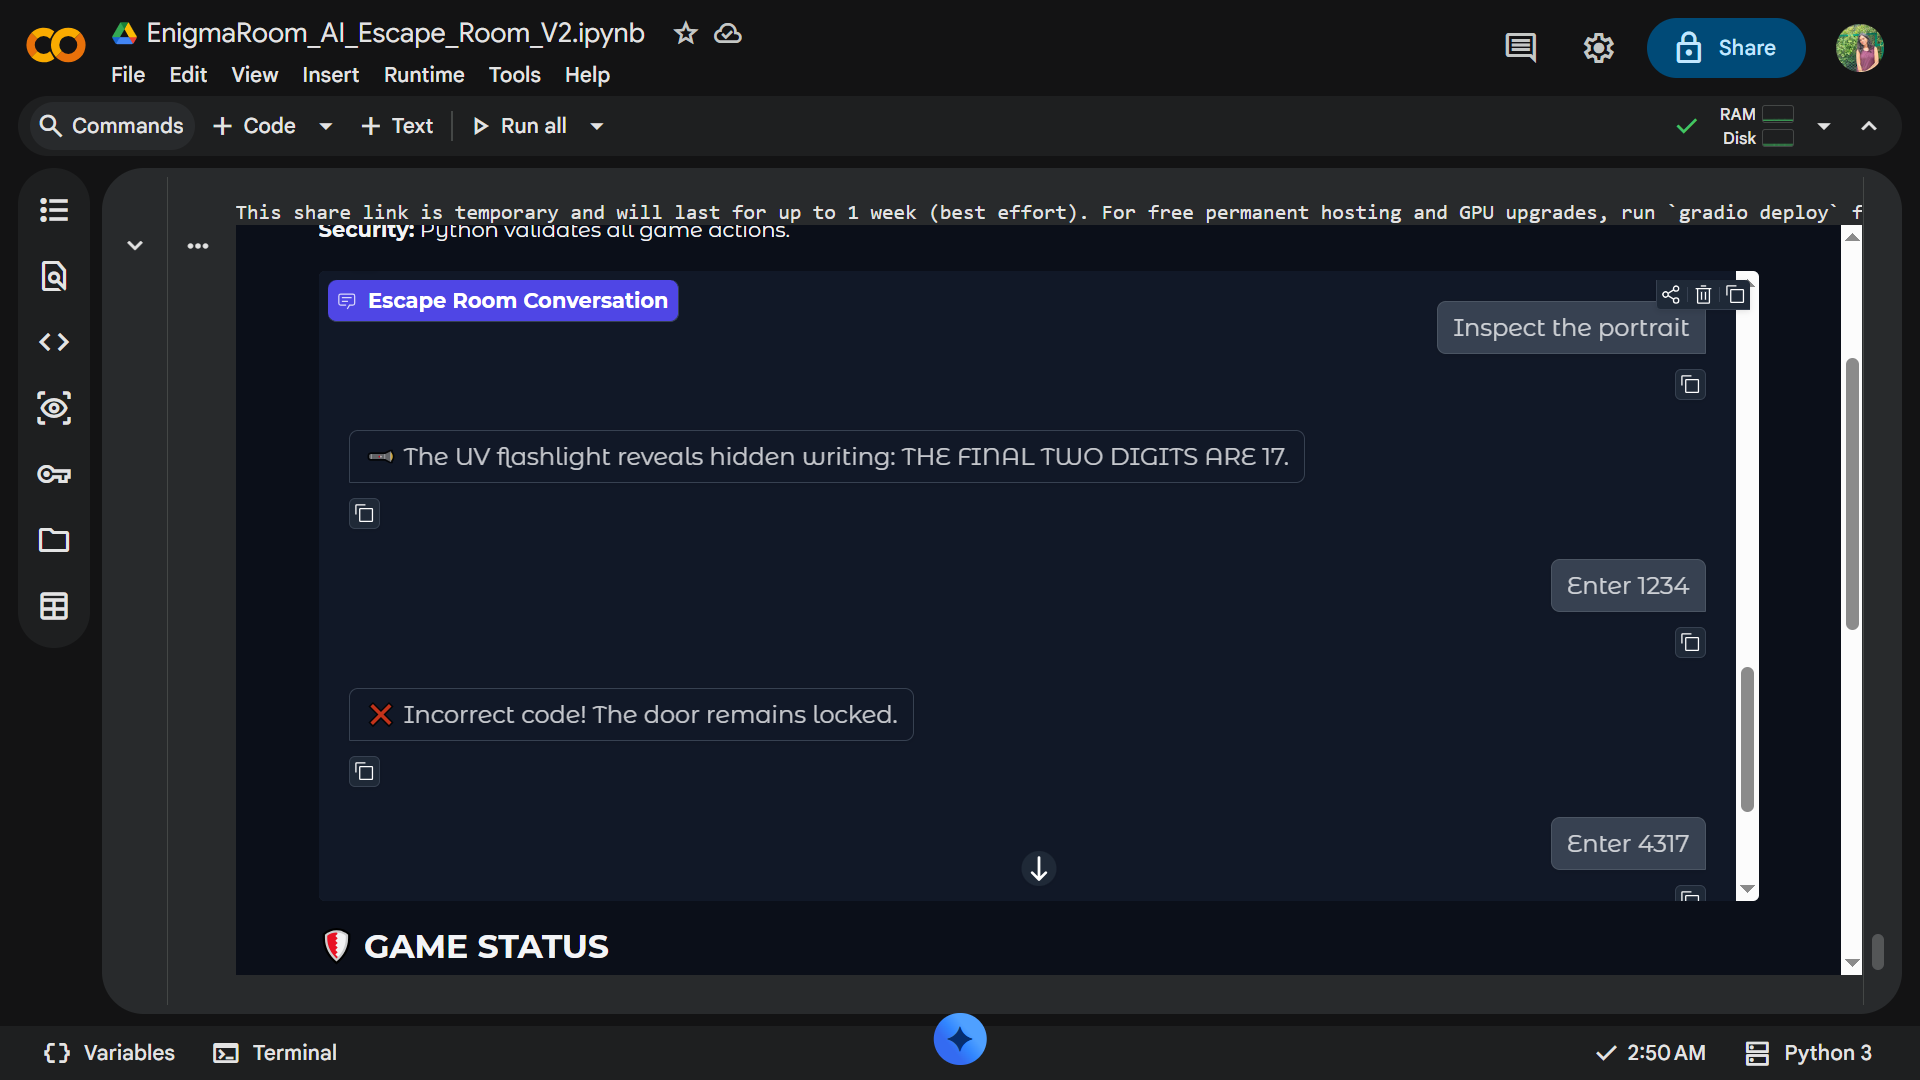 EnigmaRoom_AI_Escape_Room_V2.ipynb
File Edit View Insert Runtime Tools Help
Share
Commands + Code + Text Run all
RAM
Disk
This share link is temporary and will last for up to 1 week (best effort). For free permanent hosting and GPU upgrades, run `gradio deploy` f
Security: Python validates all game actions.
Escape Room Conversation
Inspect the portrait
The UV flashlight reveals hidden writing: THE FINAL TWO DIGITS ARE 17.
Enter 1234
Incorrect code! The door remains locked.
Enter 4317
GAME STATUS
Variables Terminal 2:50 AM Python 3